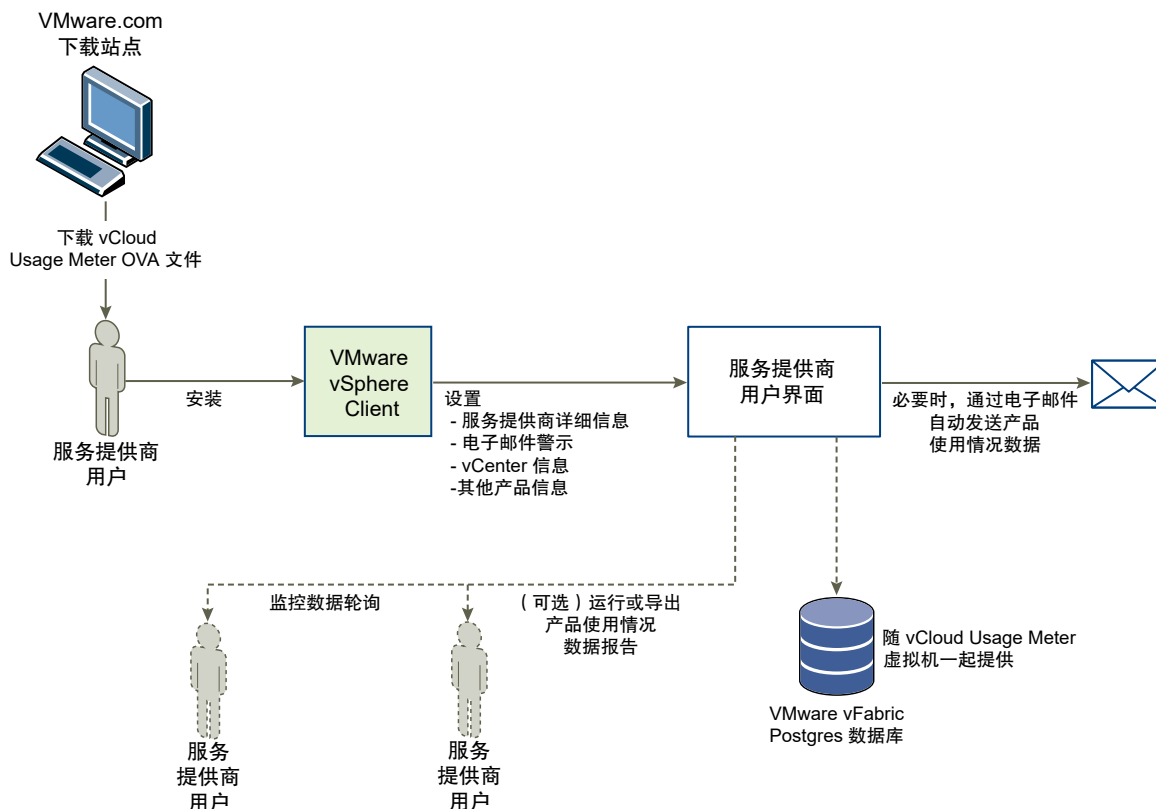 VMware.com
下载站点
下载 vCloud
Usage Meter OVA 文件
服务提供商
用户
安装
VMware
vSphere
Client
设置
- 服务提供商详细信息
- 电子邮件警示
- vCenter 信息
-其他产品信息
服务提供商
用户界面
必要时，通过电子邮件
自动发送产品
使用情况数据
监控数据轮询
（可选）运行或导出
产品使用情况
数据报告
服务
提供商
用户
服务
提供商
用户
随 vCloud Usage Meter
虚拟机一起提供
VMware vFabric
Postgres 数据库